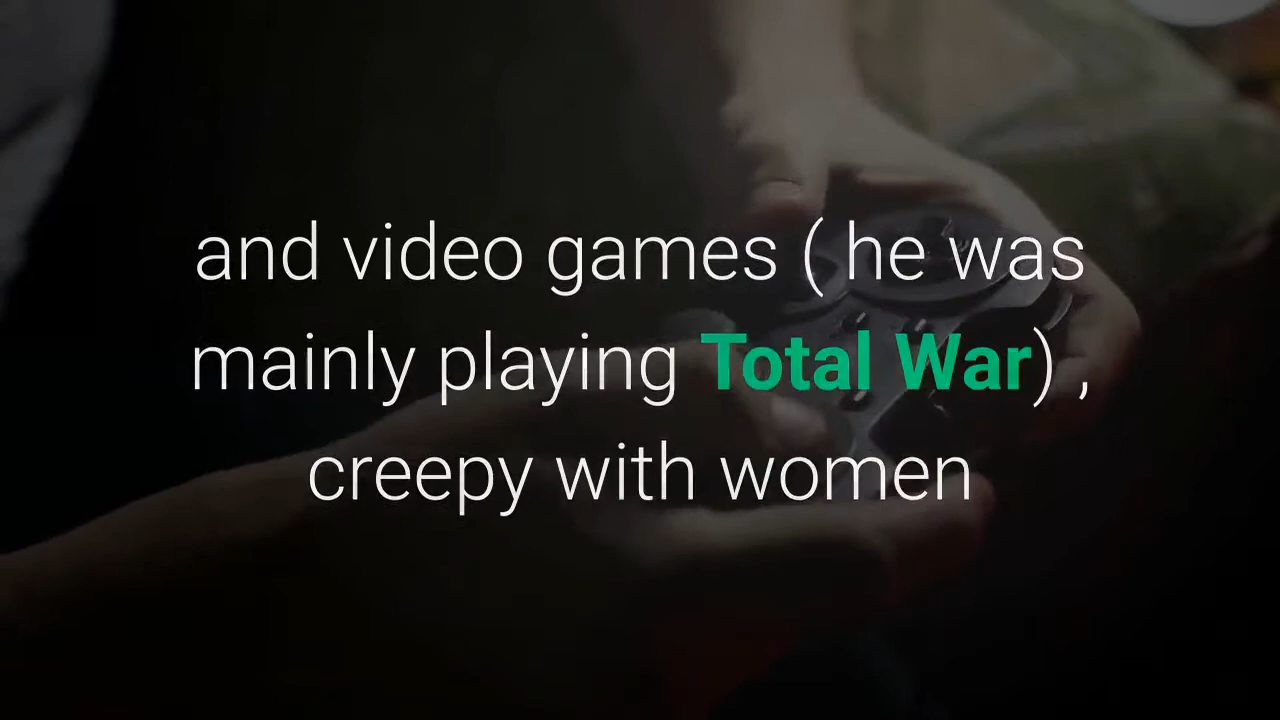 and video games ( he was
mainly playing Total War) ,
creepy with women